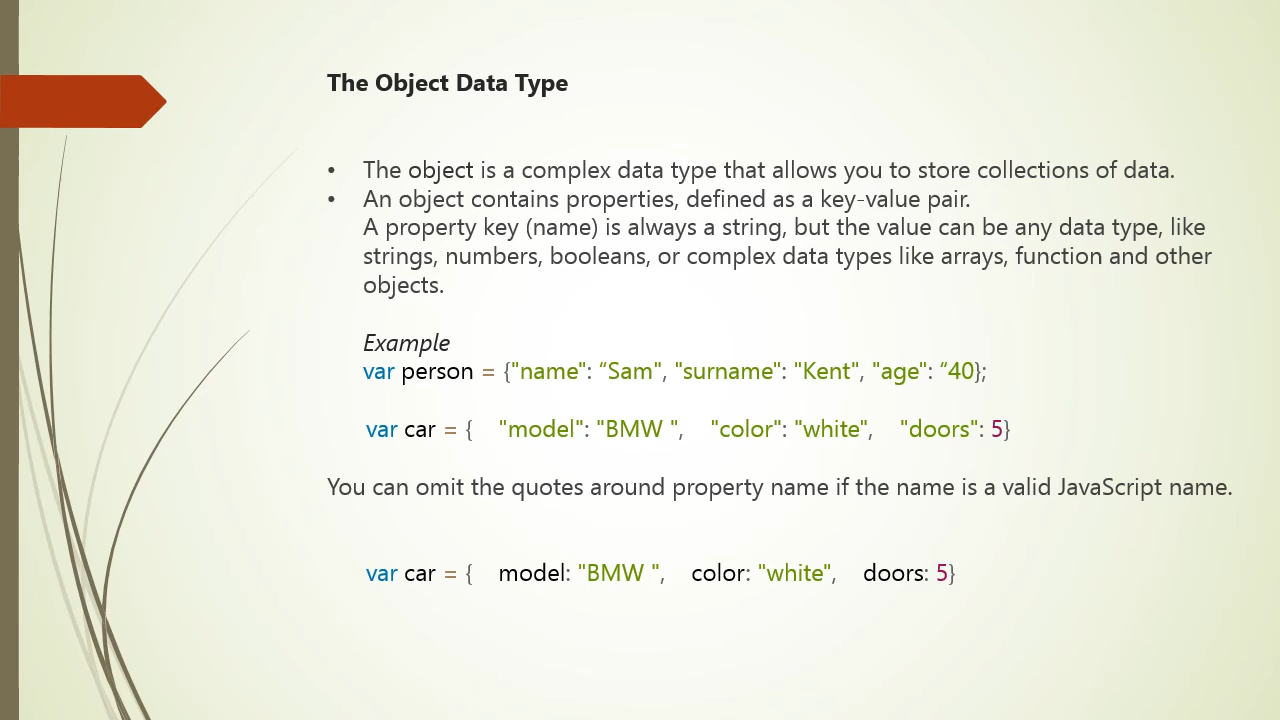 The Object Data Type
• The object is a complex data type that allows you to store collections of data.
• An object contains properties, defined as a key-value pair.
A property key (name) is always a string, but the value can be any data type, like
strings, numbers, booleans, or complex data types like arrays, function and other
objects.
Example
var person = {"name": “Sam", "surname": "Kent", "age": “40};
var car = { "model": "BMW ", "color": "white", "doors": 5}
You can omit the quotes around property name if the name is a valid JavaScript name.
var car = { model: "BMW ", color: "white", doors: 5}